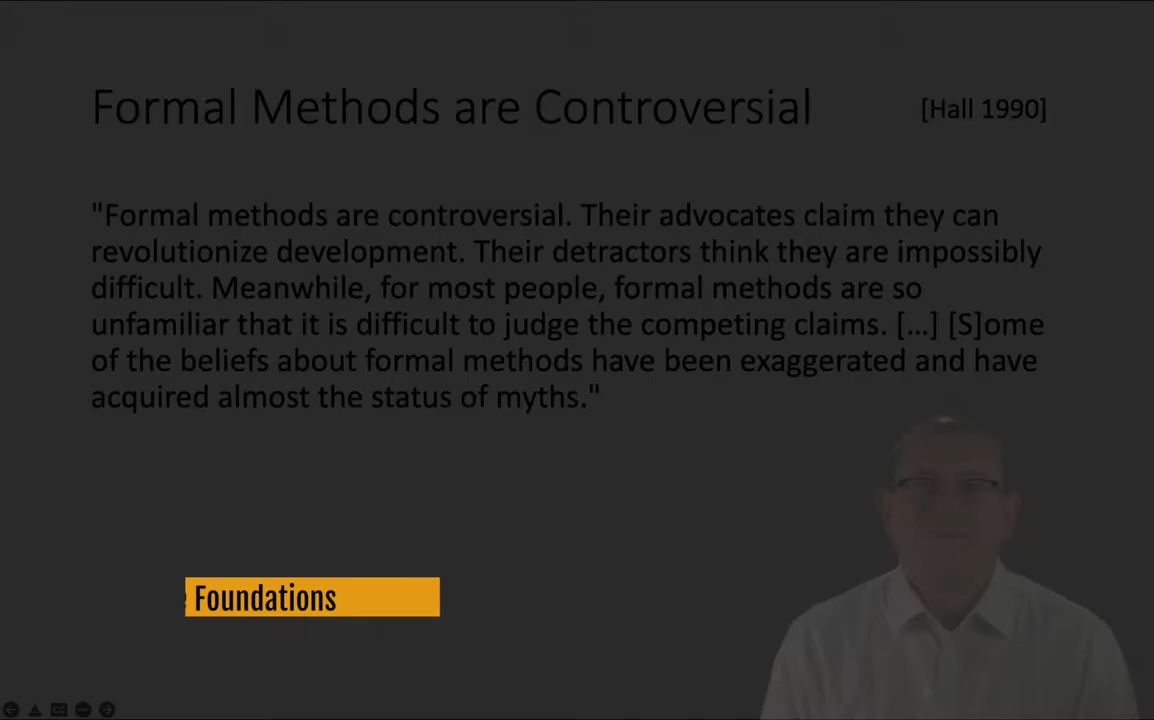 Formal Methods are Controversial
[Hall 1990]
"Formal methods are controversial. Their advocates claim they can
revolutionize development. Their detractors think they are impossibly
difficult. Meanwhile, for most people, formal methods are so
unfamiliar that it is difficult to judge the competing claims. […] [S]ome
of the beliefs about formal methods have been exaggerated and have
acquired almost the status of myths."
Foundations